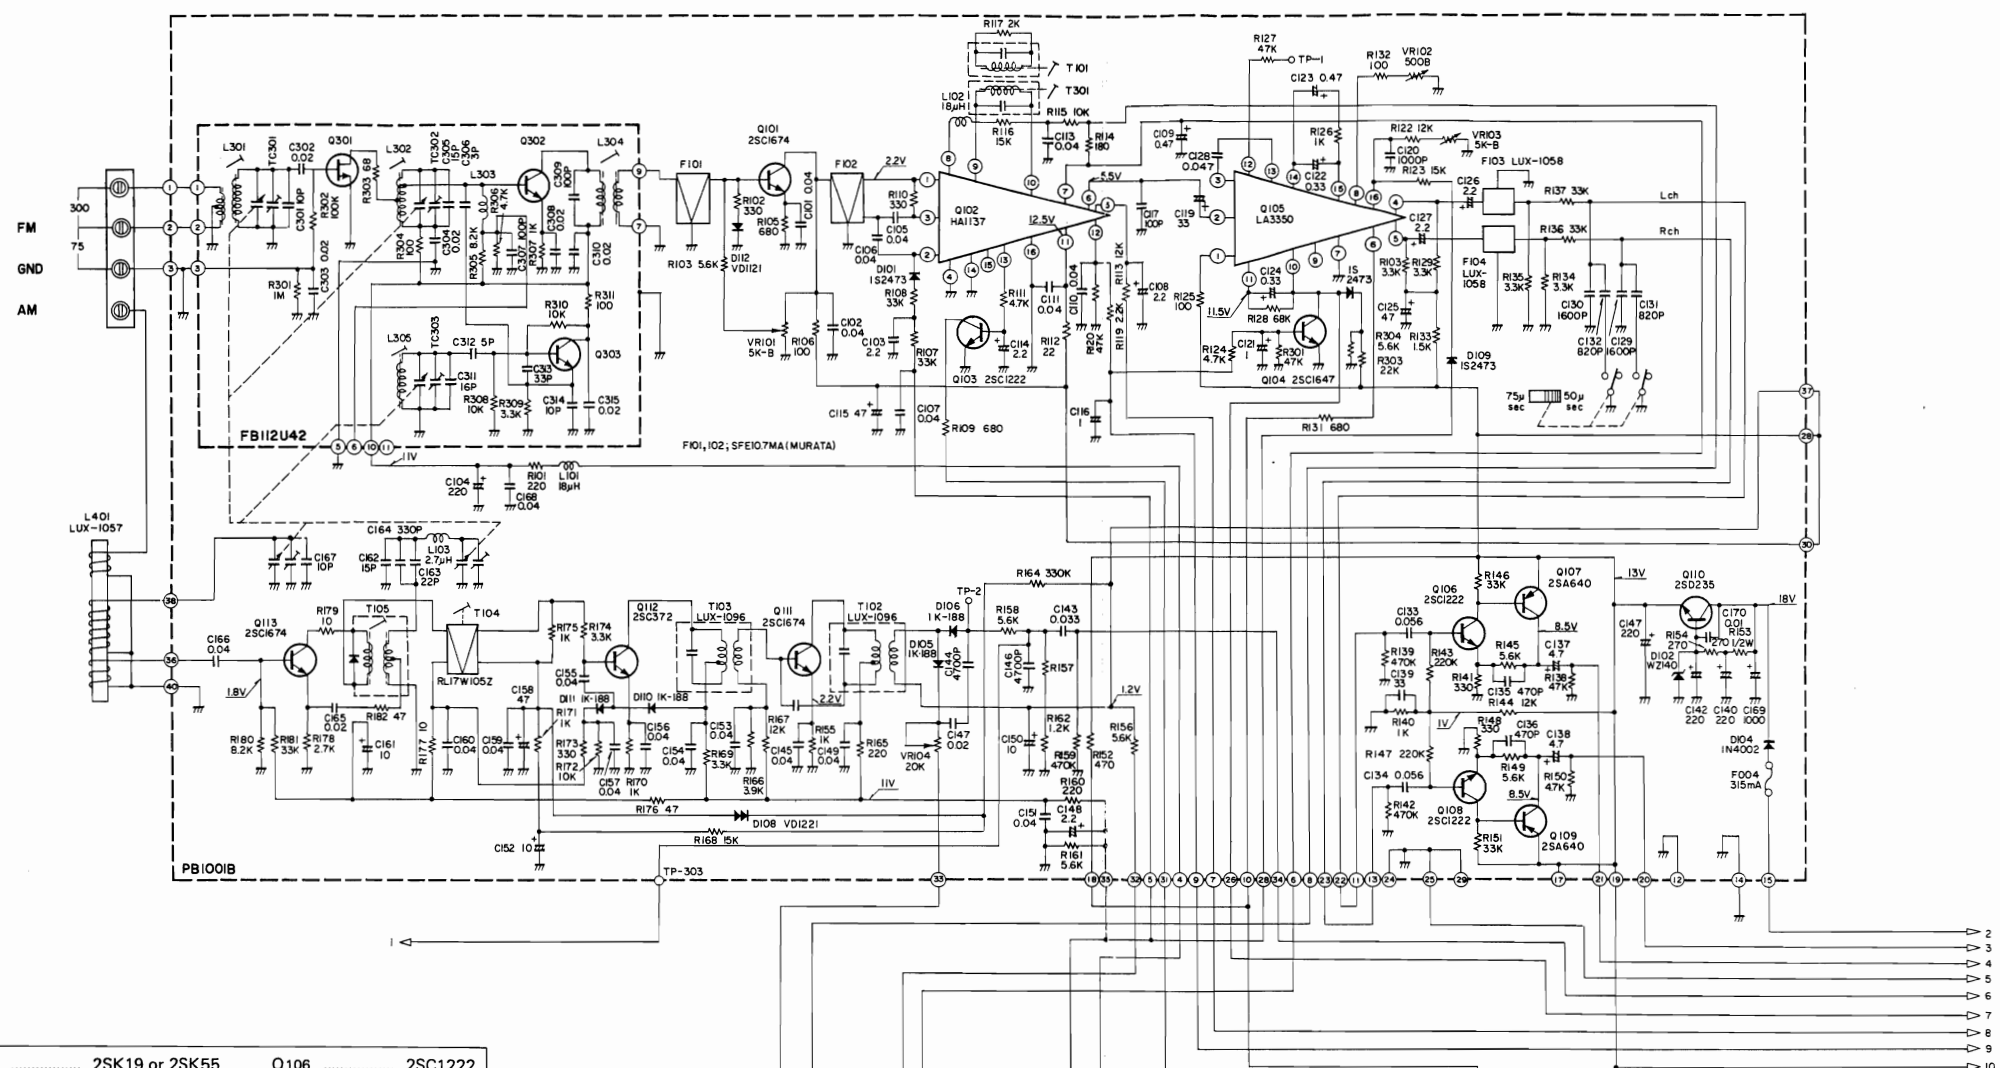 R117 2K
T101
T301
L102 18μH
R116 15K
R115 10K
C113 0.04
R114 180
R127 47K
TP-1
C123 0.47
R132 100
VR102 500B
C109 0.47
C128 0.047
R126 1K
C122 0.33
R122 12K
C120 1000P
R123 15K
VR103 5K-B
F103 LUX-1058
L301
TC301
C302 0.02
Q301
R303 68
L302
TC302
C305 15P
C306 3P
L303
Q302
R306 4.7K
C309 100P
L304
C301 10P
R302 100K
R304 100
C304 0.02
R305 8.2K
C307 100P
R307 1K
C308 0.02
C310 0.02
C303 0.02
R301 1M
300
FM
75
GND
AM
F101
Q101 2SC1674
R102 330
D112 VD1121
R103 5.6K
R105 680
C101 0.04
F102
2.2V
R110 330
C105 0.04
C106 0.04
D101 1S2473
R108 33K
Q102 HA1137
12.5V
5.5V
C117 100P
C119 33
Q105 LA3350
C126 2.2
C127 2.2
R137 33K
Lch
R136 33K
Rch
F104 LUX-1058
R103 3.3K
R129 3.3K
R135 3.3K
R134 3.3K
C130 1600P
C131 820P
C132 820P
C129 1600P
C124 0.33
1S 2473
11.5V
R128 68K
C125 47
R304 5.6K
R133 1.5K
R303 22K
D109 1S2473
R124 4.7K
C121 1
R301 47K
Q104 2SC1647
R125 100
R111 4.7K
C111 0.04
C110 0.04
R113 12K
C108 2.2
R119 2.2K
R120 47K
R112 22
C114 2.2
Q103 2SC1222
VR101 5K-B
R106 100
C102 0.04
C103 2.2
R107 33K
C115 47
C107 0.04
R109 680
C116 1
R131 680
75μ sec
50μ sec
L305
TC303
C312 5P
R310 10K
R311 100
Q303
C311 16P
C313 33P
R308 10K
R309 3.3K
C314 10P
C315 0.02
FB112U42
F101,102; SFE10.7MA(MURATA)
11V
C104 220
C168 0.04
R101 220
L101 18μH
L401
LUX-1057
C167 10P
C164 330P
C162 15P
L103 2.7μH
C163 22P
C166 0.04
Q113 2SC1674
R179 10
T105
T104
RL17W105Z
R175 1K
R174 3.3K
Q112 2SC372
T103 LUX-1096
Q111 2SC1674
T102 LUX-1096
TP-2
D106 1K-188
D105 1K-188
C144 4700P
R158 5.6K
C143 0.033
C146 4700P
R157
R164 330K
1.8V
C165 0.02
R182 47
R180 8.2K
R181 33K
R178 2.7K
C161 10
R177 10
C160 0.04
C159 0.04
C158 47
C155 0.04
R171 1K
D111 1K-188
D110 1K-188
R173 330
R172 10K
C157 0.04
R170 1K
C156 0.04
C154 0.04
C153 0.04
R169 3.3K
R166 3.9K
R167 12K
C145 0.04
R155 1K
C149 0.04
2.2V
R165 220
VR104 20K
C147 0.02
C150 10
R162 1.2K
R159 470K
R152 470
R156 5.6K
1.2V
11V
R160 220
C148 2.2
C151 0.04
R161 5.6K
R176 47
D108 VD1221
R168 15K
C152 10
PB1001B
TP-303
Q106 2SC1222
R146 33K
Q107 2SA640
C133 0.056
8.5V
R139 470K
R143 220K
R145 5.6K
C137 4.7
R141 330
C135 470P
R138 47K
C139 33
R144 12K
R140 1K
1V
R148 330
C136 470P
C138 4.7
R147 220K
R149 5.6K
R150 4.7K
C134 0.056
8.5V
R142 470K
Q108 2SC1222
R151 33K
Q109 2SA640
13V
Q110 2SD235
18V
C147 220
R154 270
C170 0.01
R153 270 1/2W
D102 WZ140
C142 220
C140 220
C169 1000
D104 1N4002
F004 315mA
1
2
3
4
5
6
7
8
9
10
2SK19 or 2SK55 Q106 2SC1222